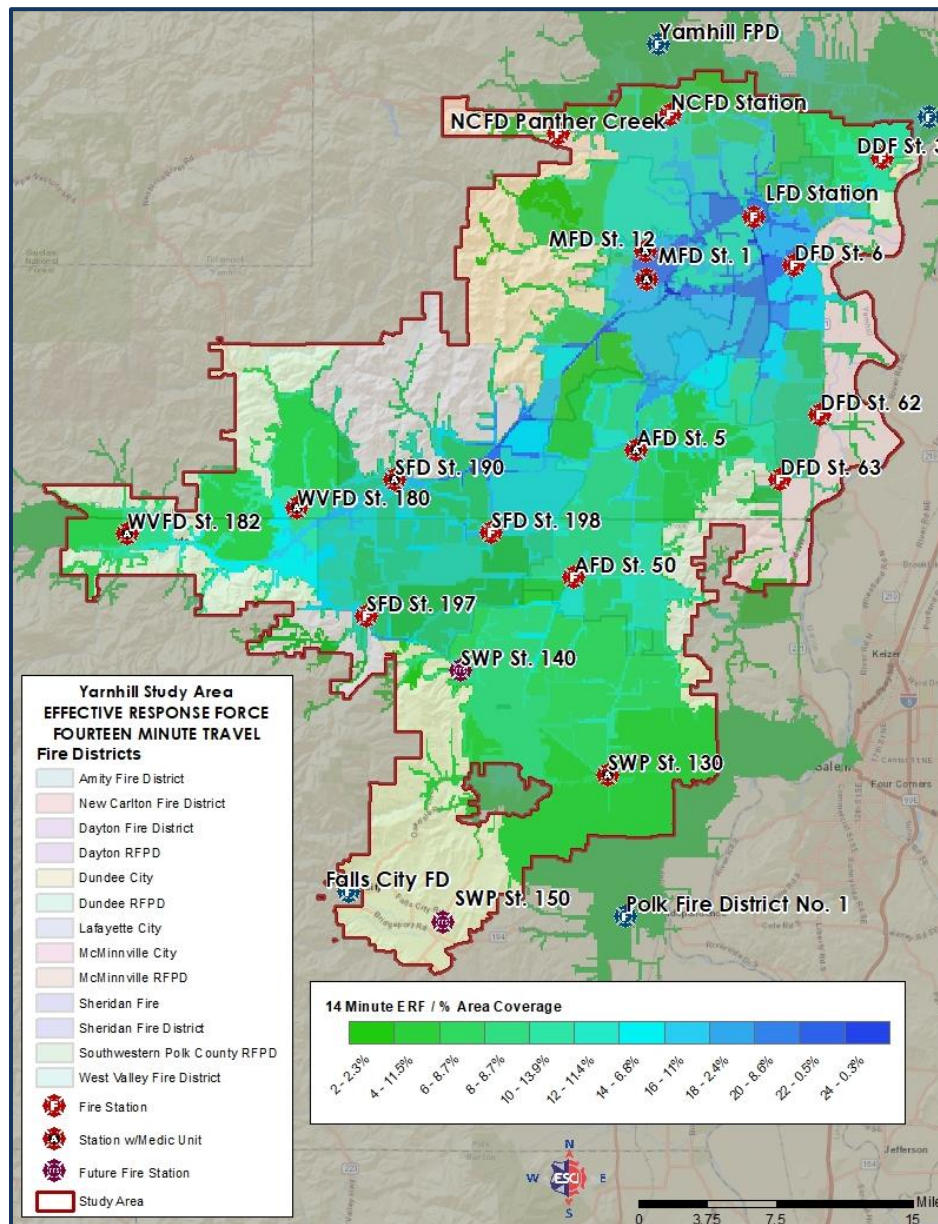 Yamhill FPD
NCFD Station
NCFD Panther Creek
DDF St. 3
LFD Station
MFD St. 12
MFD St. 1
DFD St. 6
DFD St. 62
AFD St. 5
SFD St. 190
DFD St. 63
WVFD St. 180
WVFD St. 182
SFD St. 198
AFD St. 50
SFD St. 197
Keizer
SWP St. 140
SWP St. 130
Salem
Four Corners
Falls City FD
SWP St. 150
Polk Fire District No. 1
Yarnhill Study Area
EFFECTIVE RESPONSE FORCE
FOURTEEN MINUTE TRAVEL
Fire Districts
Amity Fire District
New Carlton Fire District
Dayton Fire District
Dayton RFPD
Dundee City
Dundee RFPD
Lafayette City
McMinnville City
McMinnville RFPD
Sheridan Fire
Sheridan Fire District
Southwestern Polk County RFPD
West Valley Fire District
Fire Station
Station w/Medic Unit
Future Fire Station
Study Area
14 Minute ERF / % Area Coverage
2 - 2.3%
4 - 11.5%
6 - 8.7%
8 - 8.7%
10 - 13.9%
12 - 11.4%
14 - 6.8%
16 - 11%
18 - 2.4%
20 - 8.6%
22 - 0.5%
24 - 0.3%
Jefferson
N
W ESCI E
S
Mile
0 3.75 7.5 15